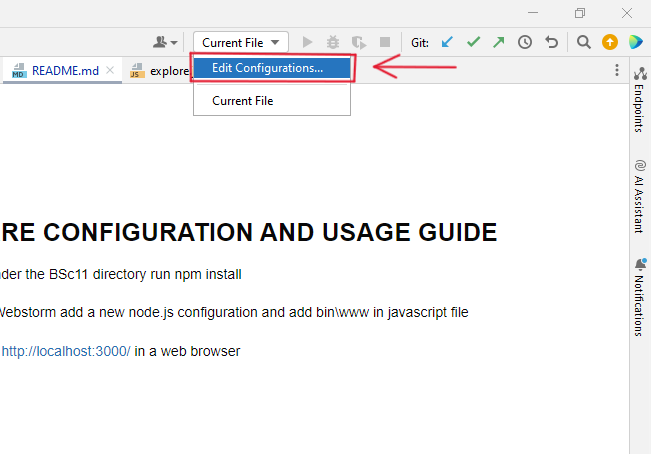 Current File
Git:
Edit Configurations...
Current File
MD README.md
JS explore
RE CONFIGURATION AND USAGE GUIDE
nder the BSc11 directory run npm install
Webstorm add a new node.js configuration and add bin\www in javascript file
http://localhost:3000/ in a web browser
Endpoints
AI Assistant
Notifications